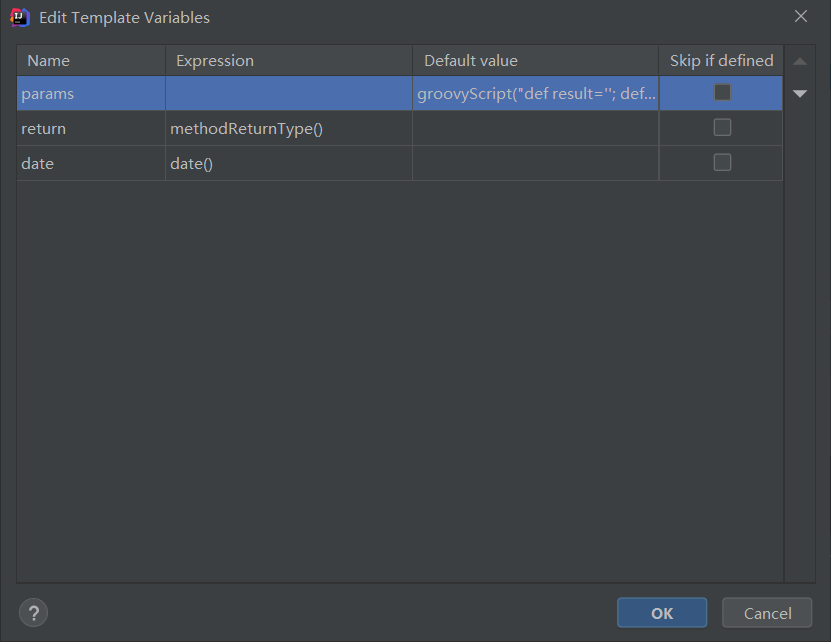 Edit Template Variables
Name Expression Default value Skip if defined
params groovyScript("def result=''; def...
return methodReturnType()
date date()
? OK Cancel